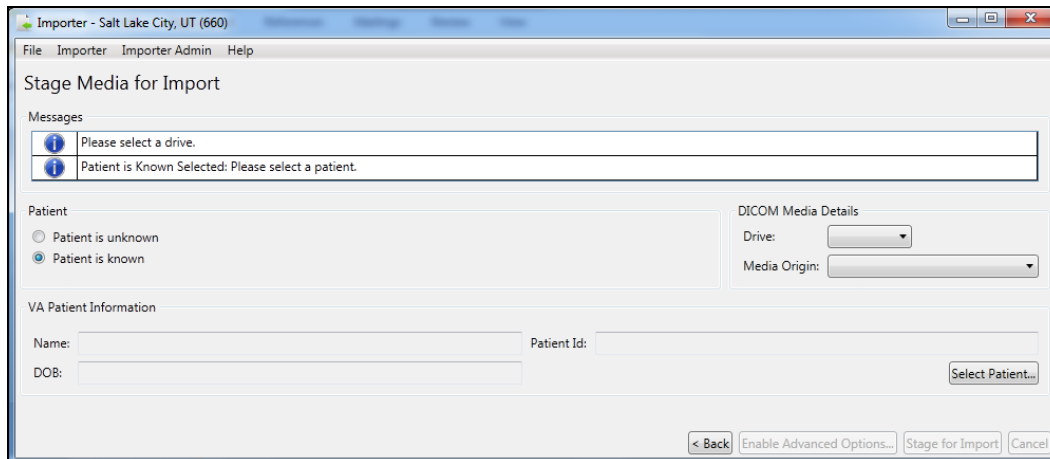 Importer - Salt Lake City, UT (660)
File Importer Importer Admin Help
Stage Media for Import
Messages
Please select a drive.
Patient is Known Selected: Please select a patient.
Patient
Patient is unknown
Patient is known
DICOM Media Details
Drive:
Media Origin:
VA Patient Information
Name:
Patient Id:
DOB:
Select Patient...
< Back Enable Advanced Options... Stage for Import Cancel